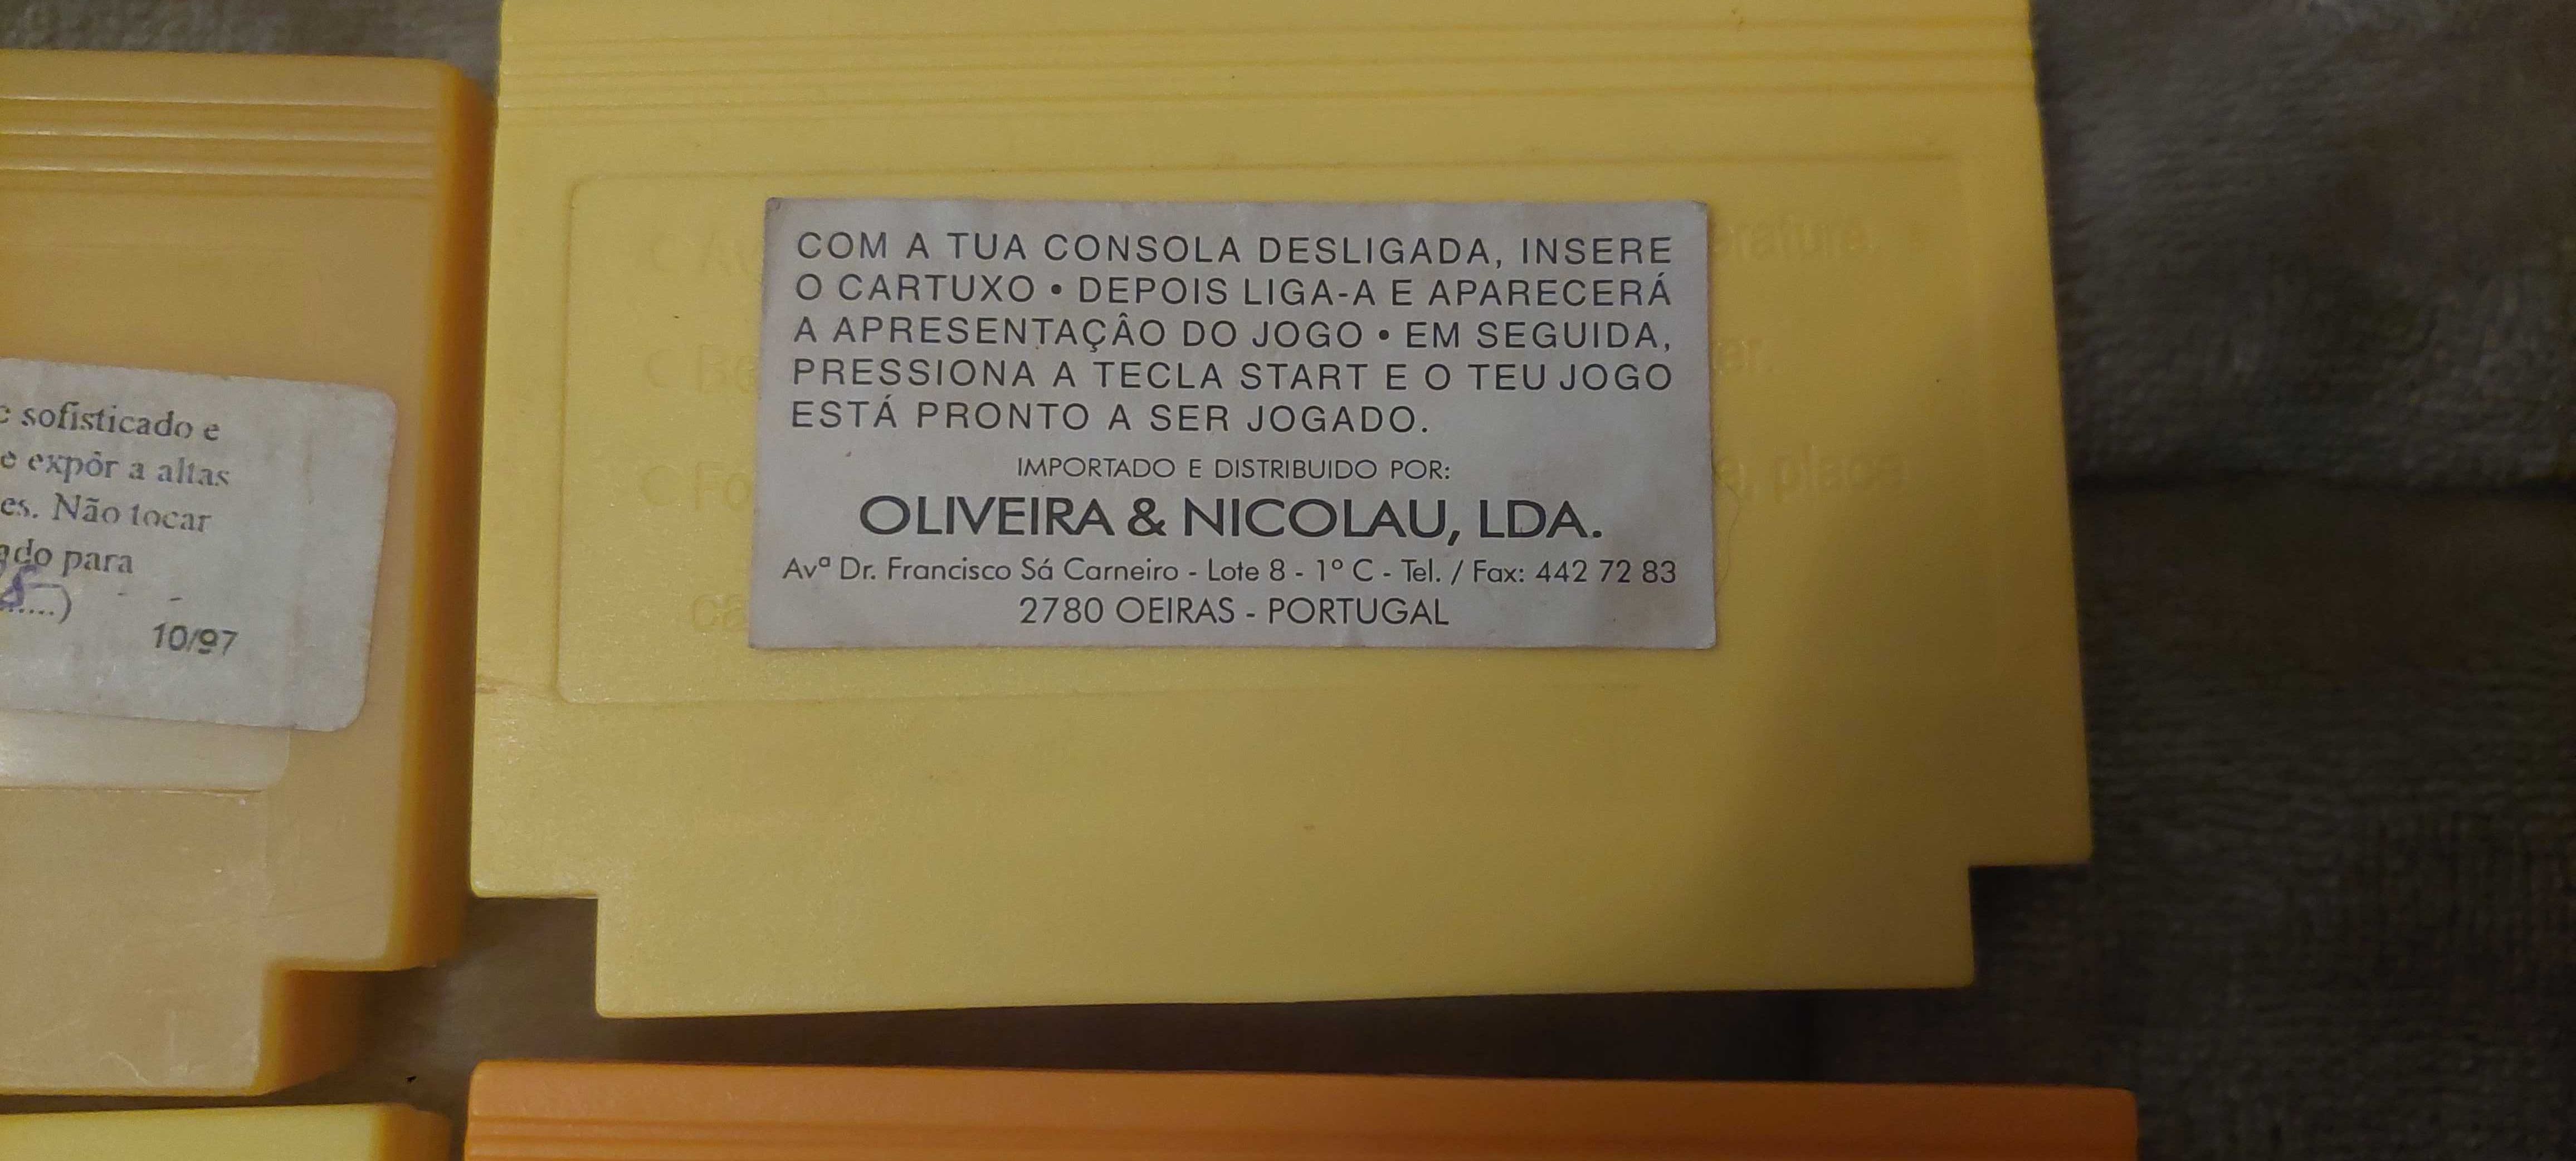 COM A TUA CONSOLA DESLIGADA, INSERE
O CARTUXO • DEPOIS LIGA-A E APARECERÁ
A APRESENTAÇÂO DO JOGO • EM SEGUIDA,
PRESSIONA A TECLA START E O TEU JOGO
ESTÁ PRONTO A SER JOGADO.
IMPORTADO E DISTRIBUIDO POR:
OLIVEIRA & NICOLAU, LDA.
Avª Dr. Francisco Sá Carneiro - Lote 8 - 1º C - Tel. / Fax: 442 72 83
2780 OEIRAS - PORTUGAL
sofisticado e
expôr a altas
es. Não tocar
para
10/97
place